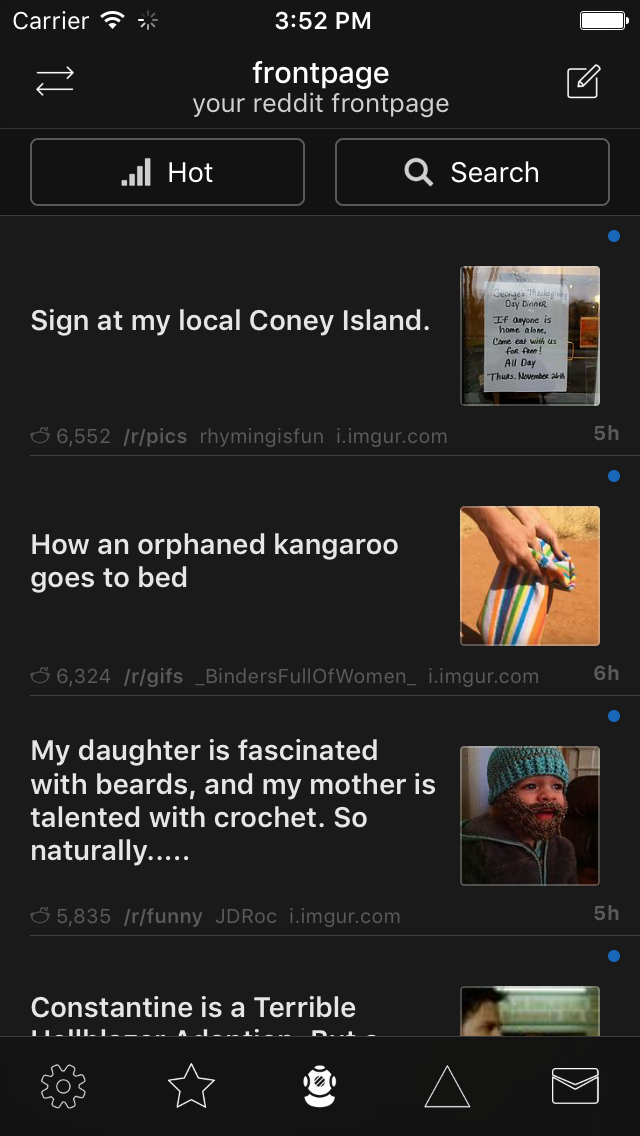 Carrier 3:52 PM
frontpage
your reddit frontpage
Hot Search
Sign at my local Coney Island.
George's Thanksgiving
Day Dinner
If anyone is
home alone,
Come eat with us
for free!
All Day
Thurs. November 26th
6,552 /r/pics rhymingisfun i.imgur.com 5h
How an orphaned kangaroo
goes to bed
6,324 /r/gifs _BindersFullOfWomen_ i.imgur.com 6h
My daughter is fascinated
with beards, and my mother is
talented with crochet. So
naturally.....
5,835 /r/funny JDRoc i.imgur.com 5h
Constantine is a Terrible
Hellblazer Adaption. But a